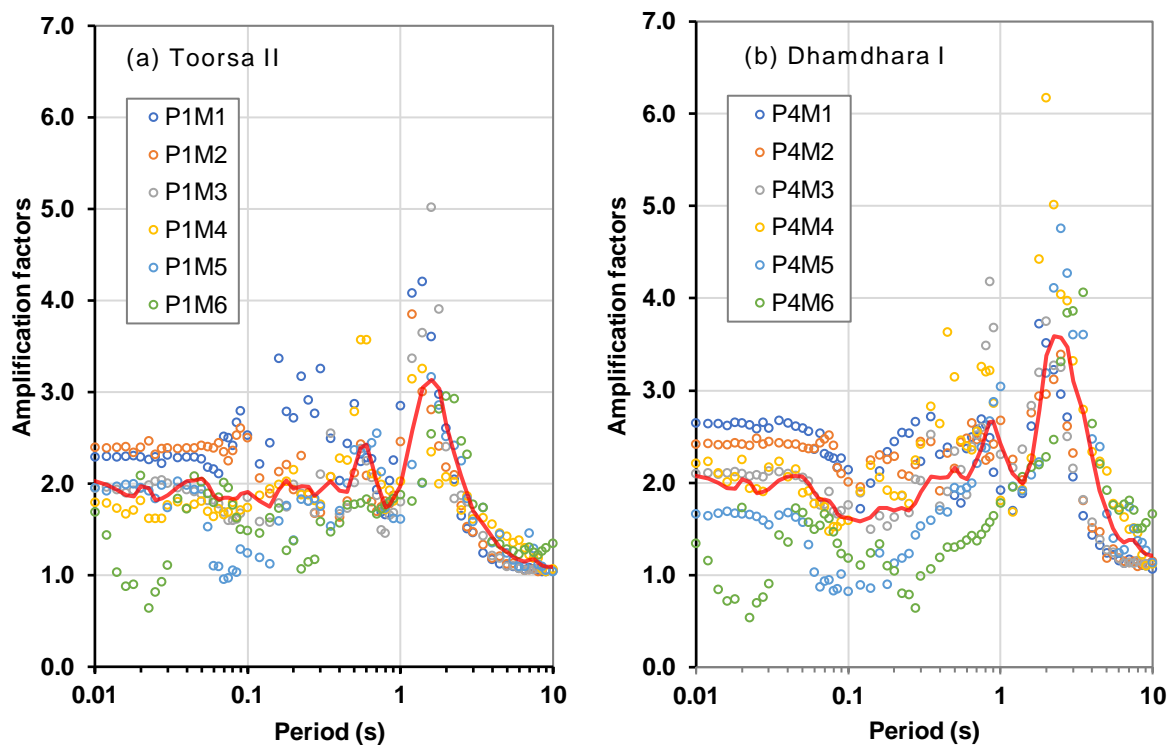 (a) Toorsa II
P1M1
P1M2
P1M3
P1M4
P1M5
P1M6
Amplification factors
7.0
6.0
5.0
4.0
3.0
2.0
1.0
0.0
0.01
0.1
1
10
Period (s)
(b) Dhamdhara I
P4M1
P4M2
P4M3
P4M4
P4M5
P4M6
Amplification factors
7.0
6.0
5.0
4.0
3.0
2.0
1.0
0.0
0.01
0.1
1
10
Period (s)